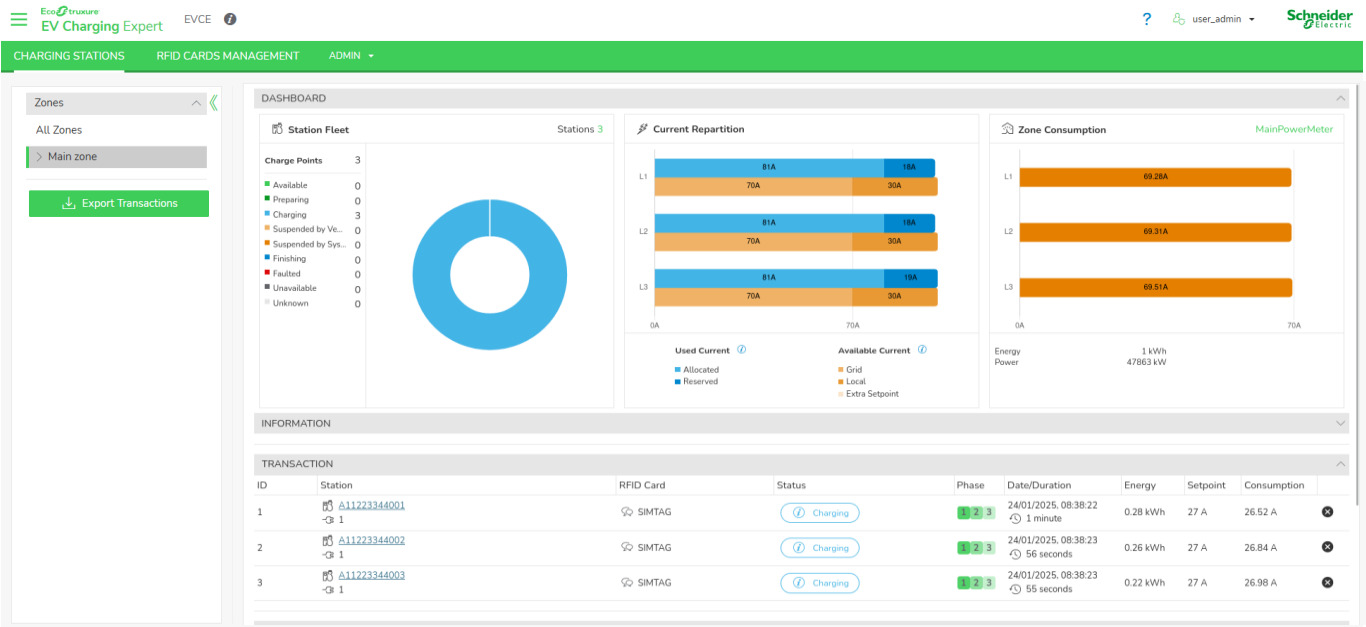 EcoStruxure
EV Charging Expert
EVCE
?
user_admin
Schneider
Electric
CHARGING STATIONS
RFID CARDS MANAGEMENT
ADMIN
Zones
All Zones
Main zone
Export Transactions
DASHBOARD
Station Fleet
Stations 3
Charge Points 3
Available 0
Preparing 0
Charging 3
Suspended by Ve... 0
Suspended by Sys... 0
Finishing 0
Faulted 0
Unavailable 0
Unknown 0
Current Repartition
L1
81A 18A
70A 30A
L2
81A 18A
70A 30A
L3
81A 19A
70A 30A
0A 70A
Used Current
Allocated
Reserved
Available Current
Grid
Local
Extra Setpoint
Zone Consumption
MainPowerMeter
L1 69.28A
L2 69.31A
L3 69.51A
0A 70A
Energy 1 kWh
Power 47863 kW
INFORMATION
TRANSACTION
ID Station RFID Card Status Phase Date/Duration Energy Setpoint Consumption
1 A11223344001 1 SIMTAG Charging 1 2 3 24/01/2025, 08:38:22 1 minute 0.28 kWh 27 A 26.52 A
2 A11223344002 1 SIMTAG Charging 1 2 3 24/01/2025, 08:38:23 56 seconds 0.26 kWh 27 A 26.84 A
3 A11223344003 1 SIMTAG Charging 1 2 3 24/01/2025, 08:38:23 55 seconds 0.22 kWh 27 A 26.98 A